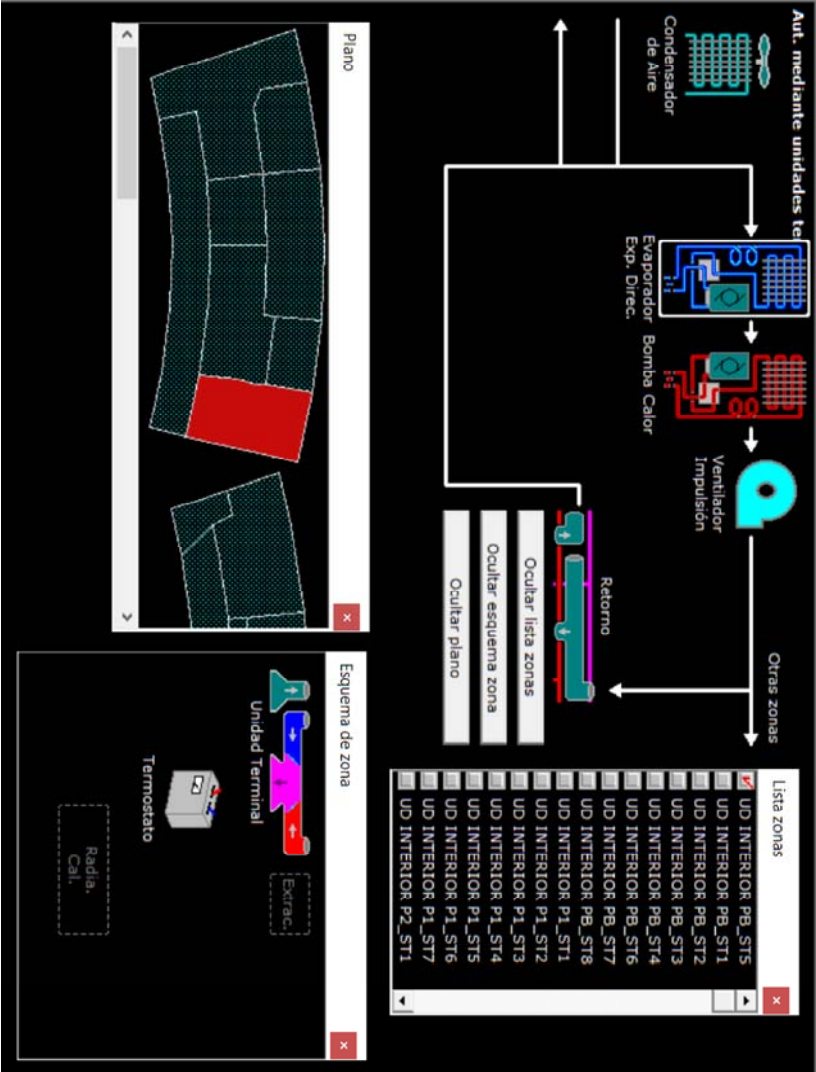 Aut. mediante unidades te
Condensador
de Aire
Evaporador
Exp. Direc.
Bomba Calor
Ventilador
Impulsión
Otras zonas
Retorno
Ocultar lista zonas
Ocultar esquema zona
Ocultar plano
Lista zonas
UD INTERIOR PB_ST5
UD INTERIOR PB_ST1
UD INTERIOR PB_ST2
UD INTERIOR PB_ST3
UD INTERIOR PB_ST4
UD INTERIOR PB_ST6
UD INTERIOR PB_ST7
UD INTERIOR PB_ST8
UD INTERIOR P1_ST1
UD INTERIOR P1_ST2
UD INTERIOR P1_ST3
UD INTERIOR P1_ST4
UD INTERIOR P1_ST5
UD INTERIOR P1_ST6
UD INTERIOR P1_ST7
UD INTERIOR P2_ST1
Plano
Esquema de zona
Unidad Terminal
Extrac.
Termostato
Radia.
Cal.